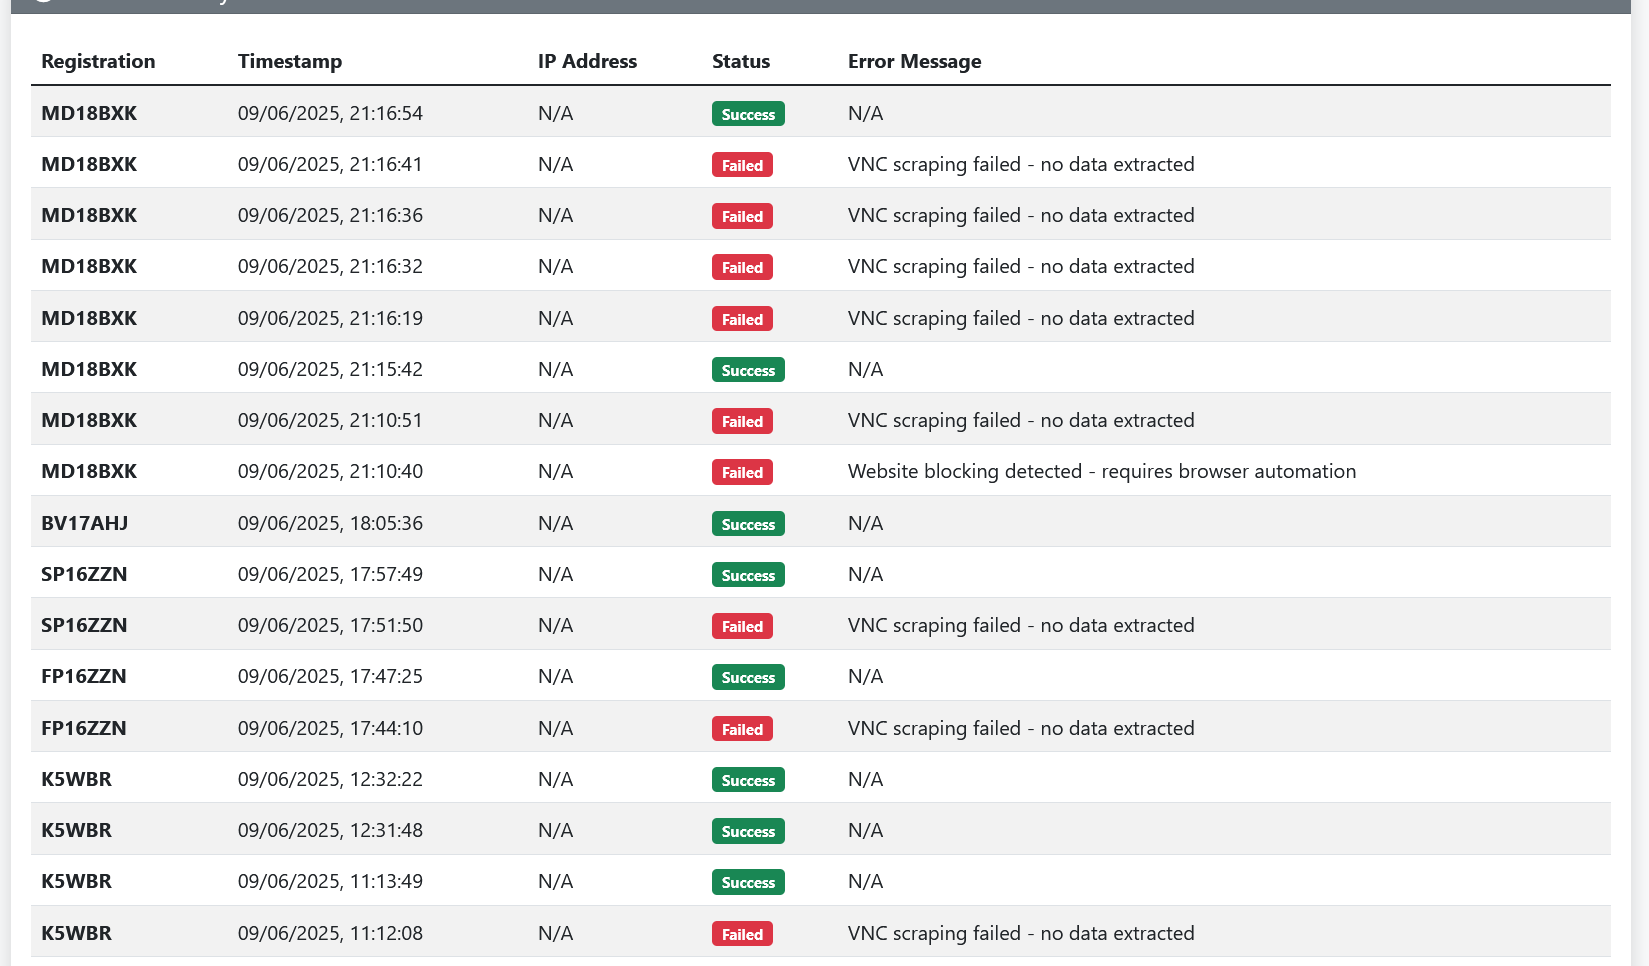 Registration Timestamp IP Address Status Error Message
MD18BXK 09/06/2025, 21:16:54 N/A Success N/A
MD18BXK 09/06/2025, 21:16:41 N/A Failed VNC scraping failed - no data extracted
MD18BXK 09/06/2025, 21:16:36 N/A Failed VNC scraping failed - no data extracted
MD18BXK 09/06/2025, 21:16:32 N/A Failed VNC scraping failed - no data extracted
MD18BXK 09/06/2025, 21:16:19 N/A Failed VNC scraping failed - no data extracted
MD18BXK 09/06/2025, 21:15:42 N/A Success N/A
MD18BXK 09/06/2025, 21:10:51 N/A Failed VNC scraping failed - no data extracted
MD18BXK 09/06/2025, 21:10:40 N/A Failed Website blocking detected - requires browser automation
BV17AHJ 09/06/2025, 18:05:36 N/A Success N/A
SP16ZZN 09/06/2025, 17:57:49 N/A Success N/A
SP16ZZN 09/06/2025, 17:51:50 N/A Failed VNC scraping failed - no data extracted
FP16ZZN 09/06/2025, 17:47:25 N/A Success N/A
FP16ZZN 09/06/2025, 17:44:10 N/A Failed VNC scraping failed - no data extracted
K5WBR 09/06/2025, 12:32:22 N/A Success N/A
K5WBR 09/06/2025, 12:31:48 N/A Success N/A
K5WBR 09/06/2025, 11:13:49 N/A Success N/A
K5WBR 09/06/2025, 11:12:08 N/A Failed VNC scraping failed - no data extracted